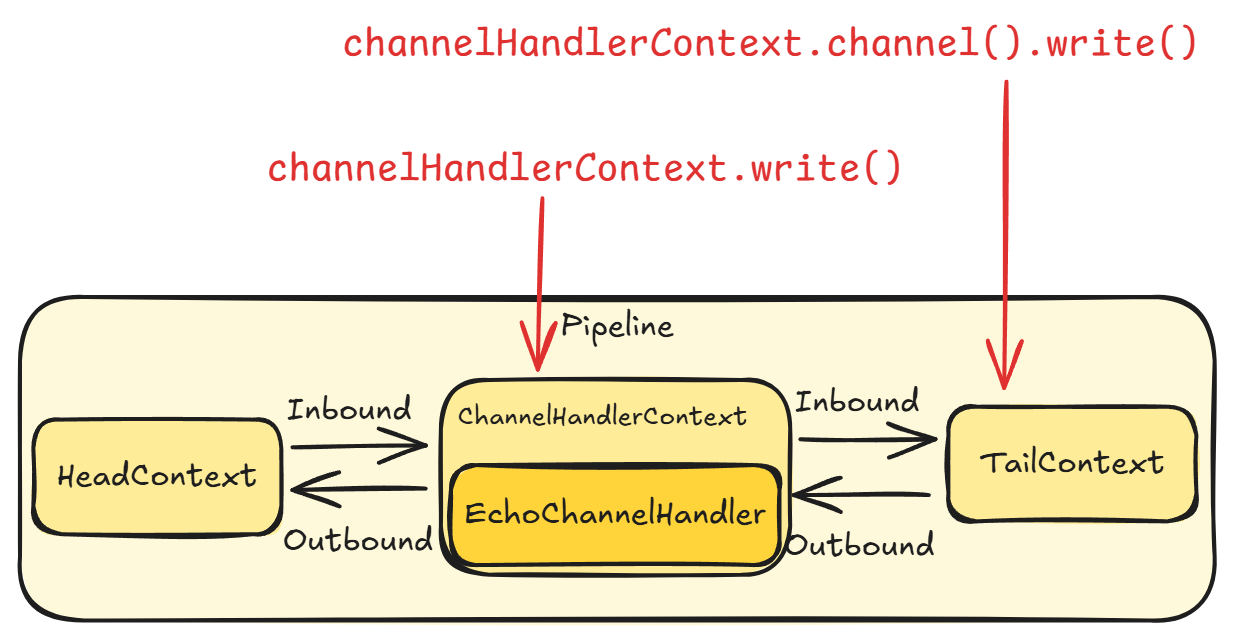 channelHandlerContext.channel().write()
channelHandlerContext.write()
Pipeline
Inbound
ChannelHandlerContext
Inbound
HeadContext
TailContext
EchoChannelHandler
Outbound
Outbound